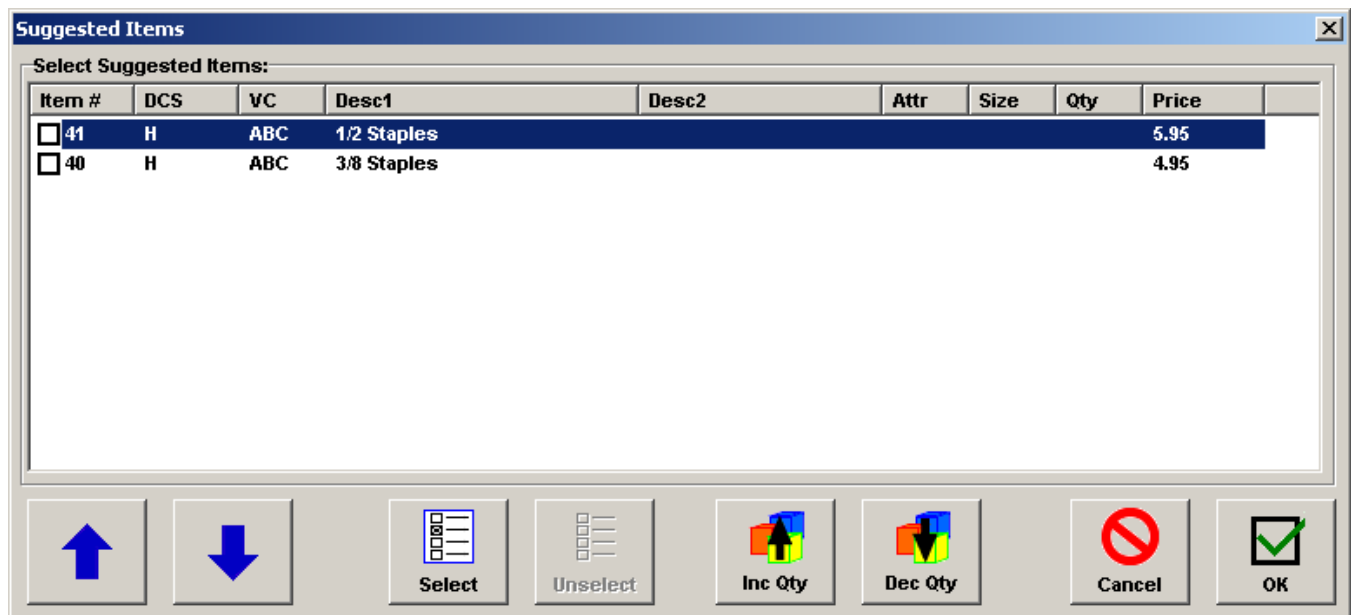 Suggested Items
Select Suggested Items:
Item # DCS VC Desc1 Desc2 Attr Size Qty Price
41 H ABC 1/2 Staples 5.95
40 H ABC 3/8 Staples 4.95
Select Unselect Inc Qty Dec Qty Cancel OK